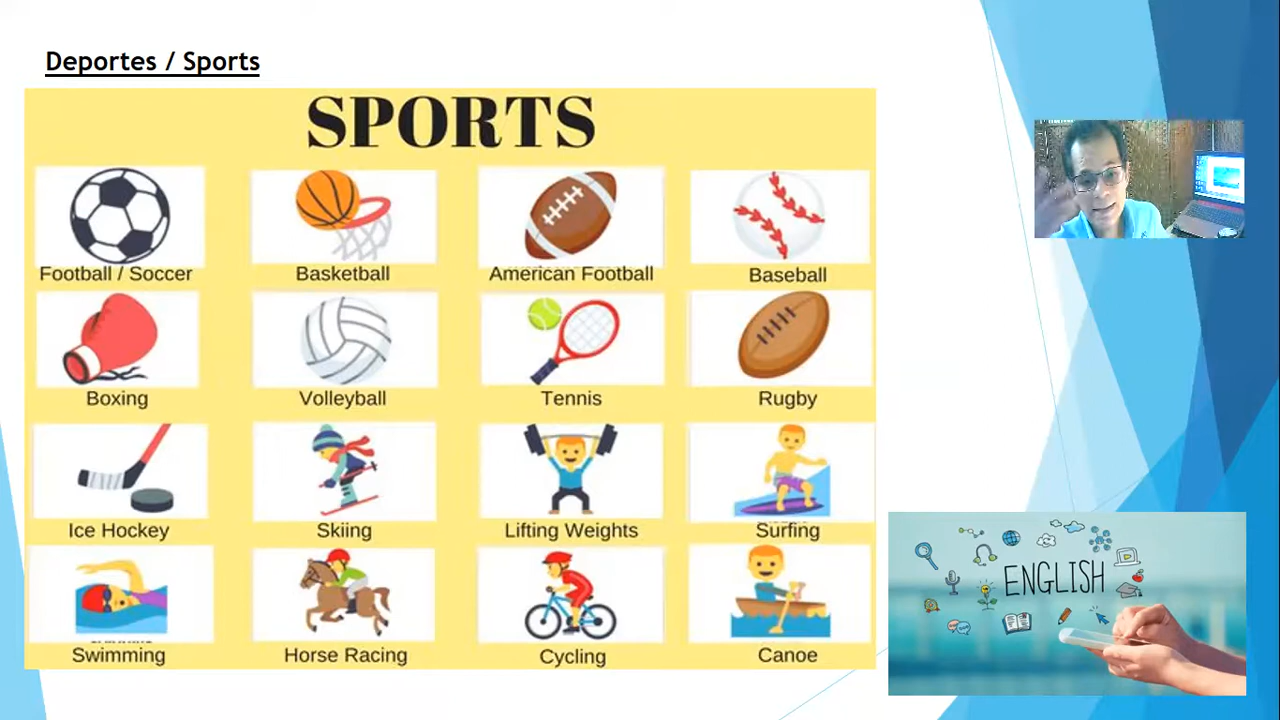 Deportes / Sports
SPORTS
Football / Soccer
Basketball
American Football
Baseball
Boxing
Volleyball
Tennis
Rugby
Ice Hockey
Skiing
Lifting Weights
Surfing
Swimming
Horse Racing
Cycling
Canoe
ENGLISH